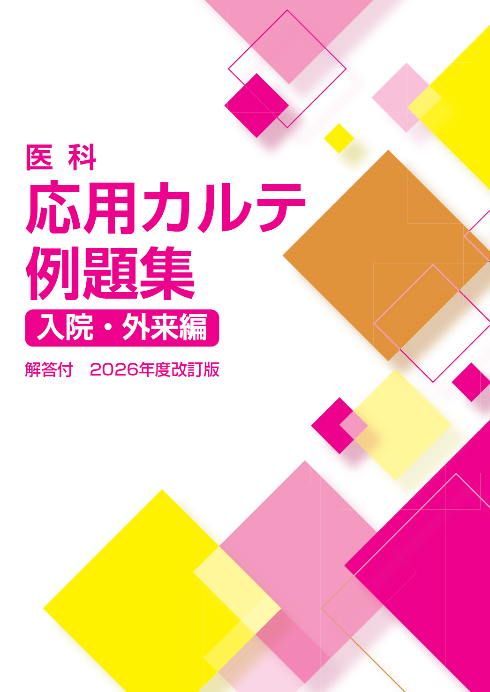 医科
応用カルテ
例題集
入院・外来編
解答付　2026年度改訂版